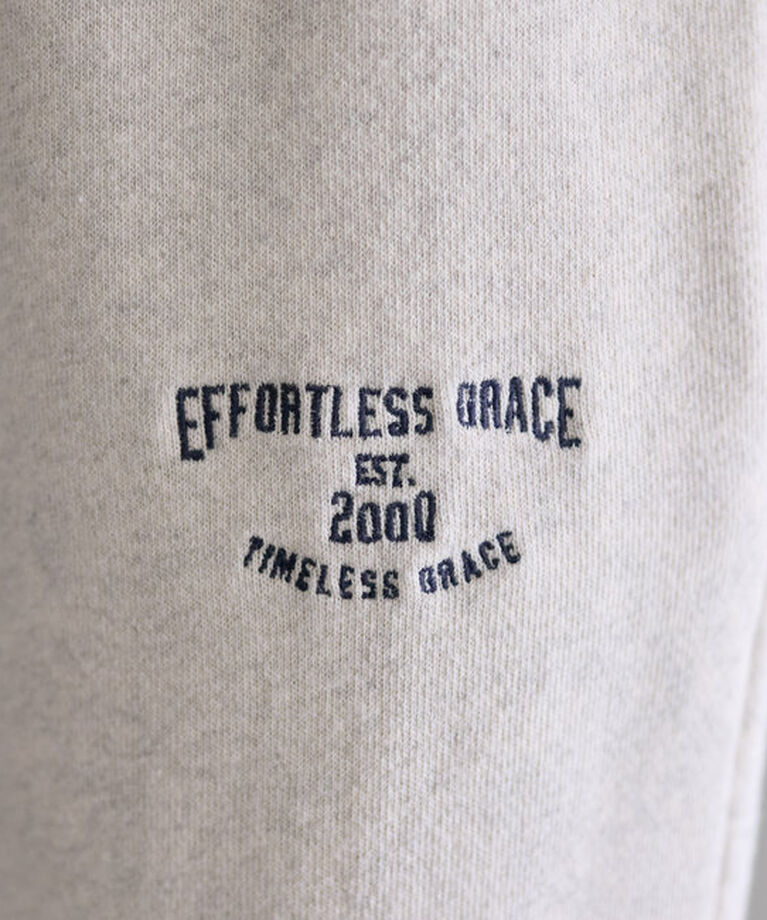 EFFORTLESS GRACE
EST.
2000
TIMELESS GRACE